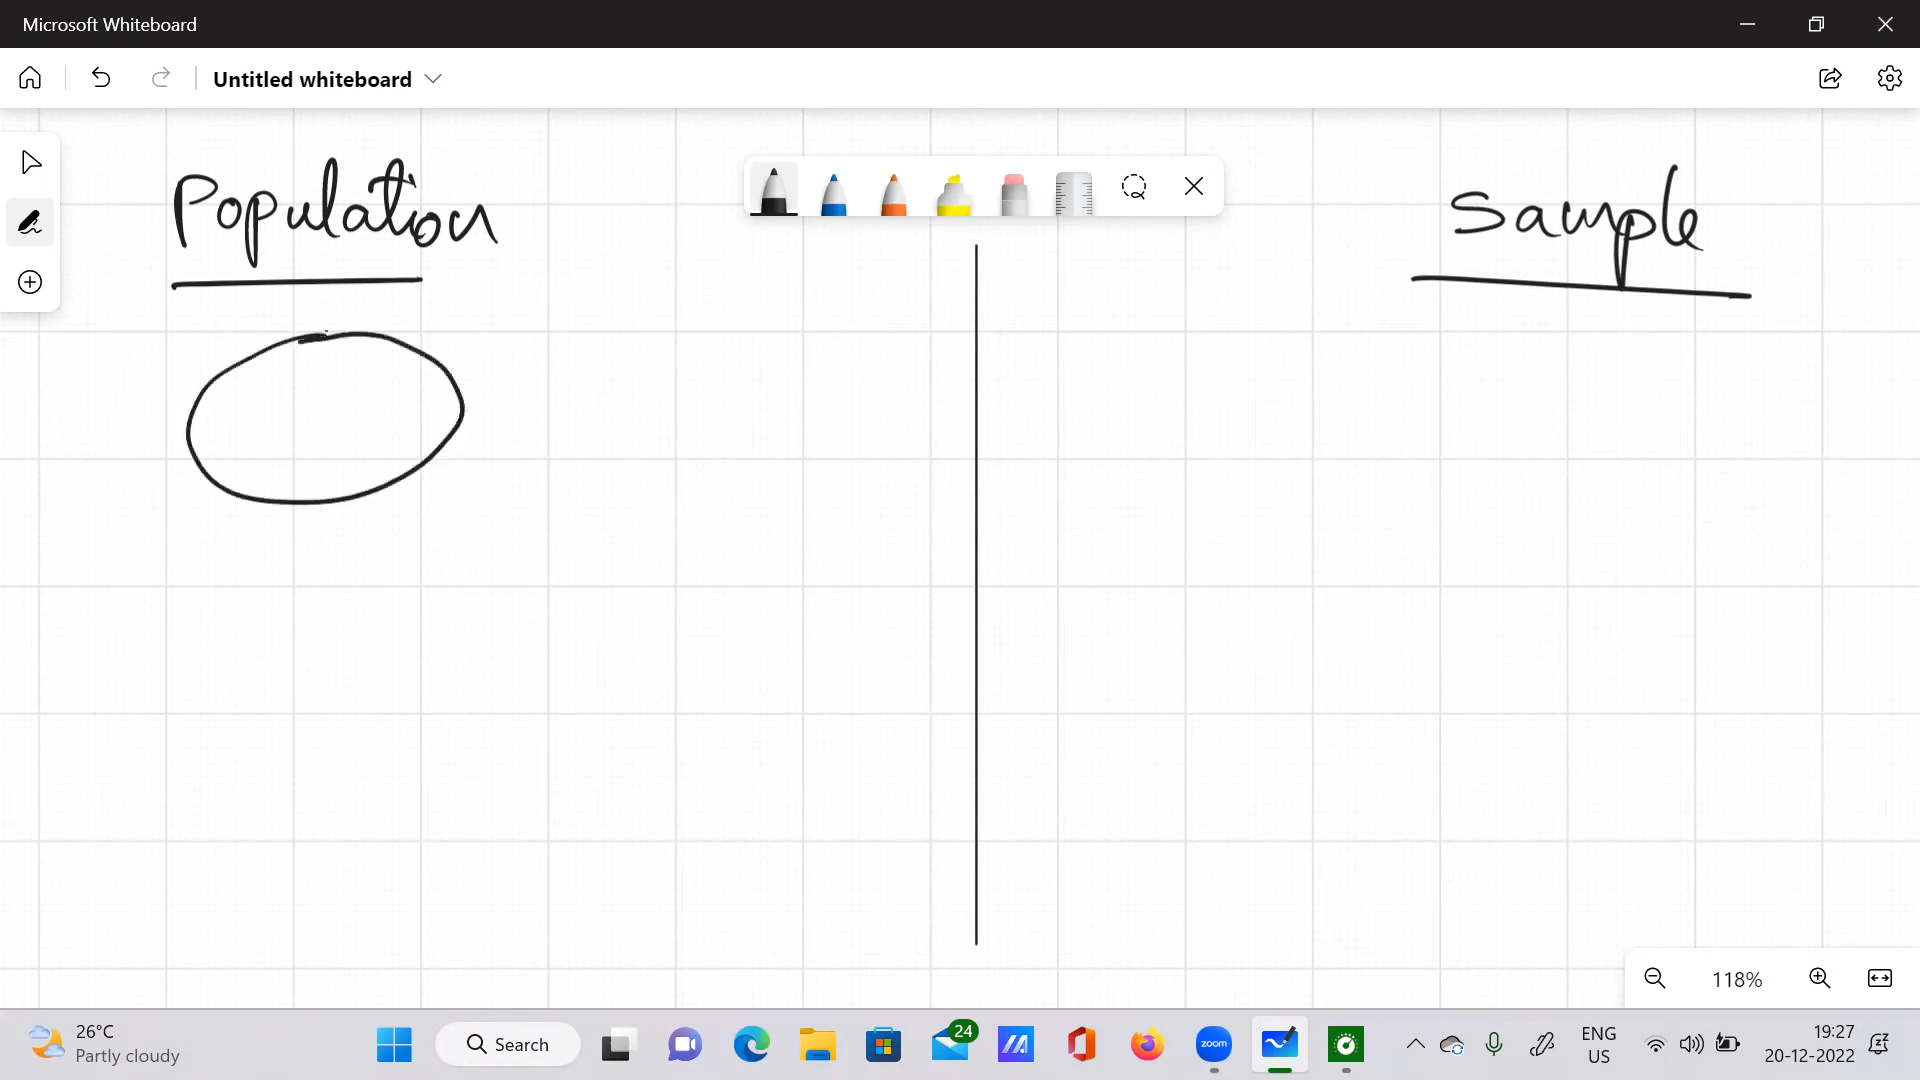 Microsoft Whiteboard
Untitled whiteboard
Population
Sample
118%
26°C
Partly cloudy
Search
24
zoom
ENG
US
19:27
20-12-2022